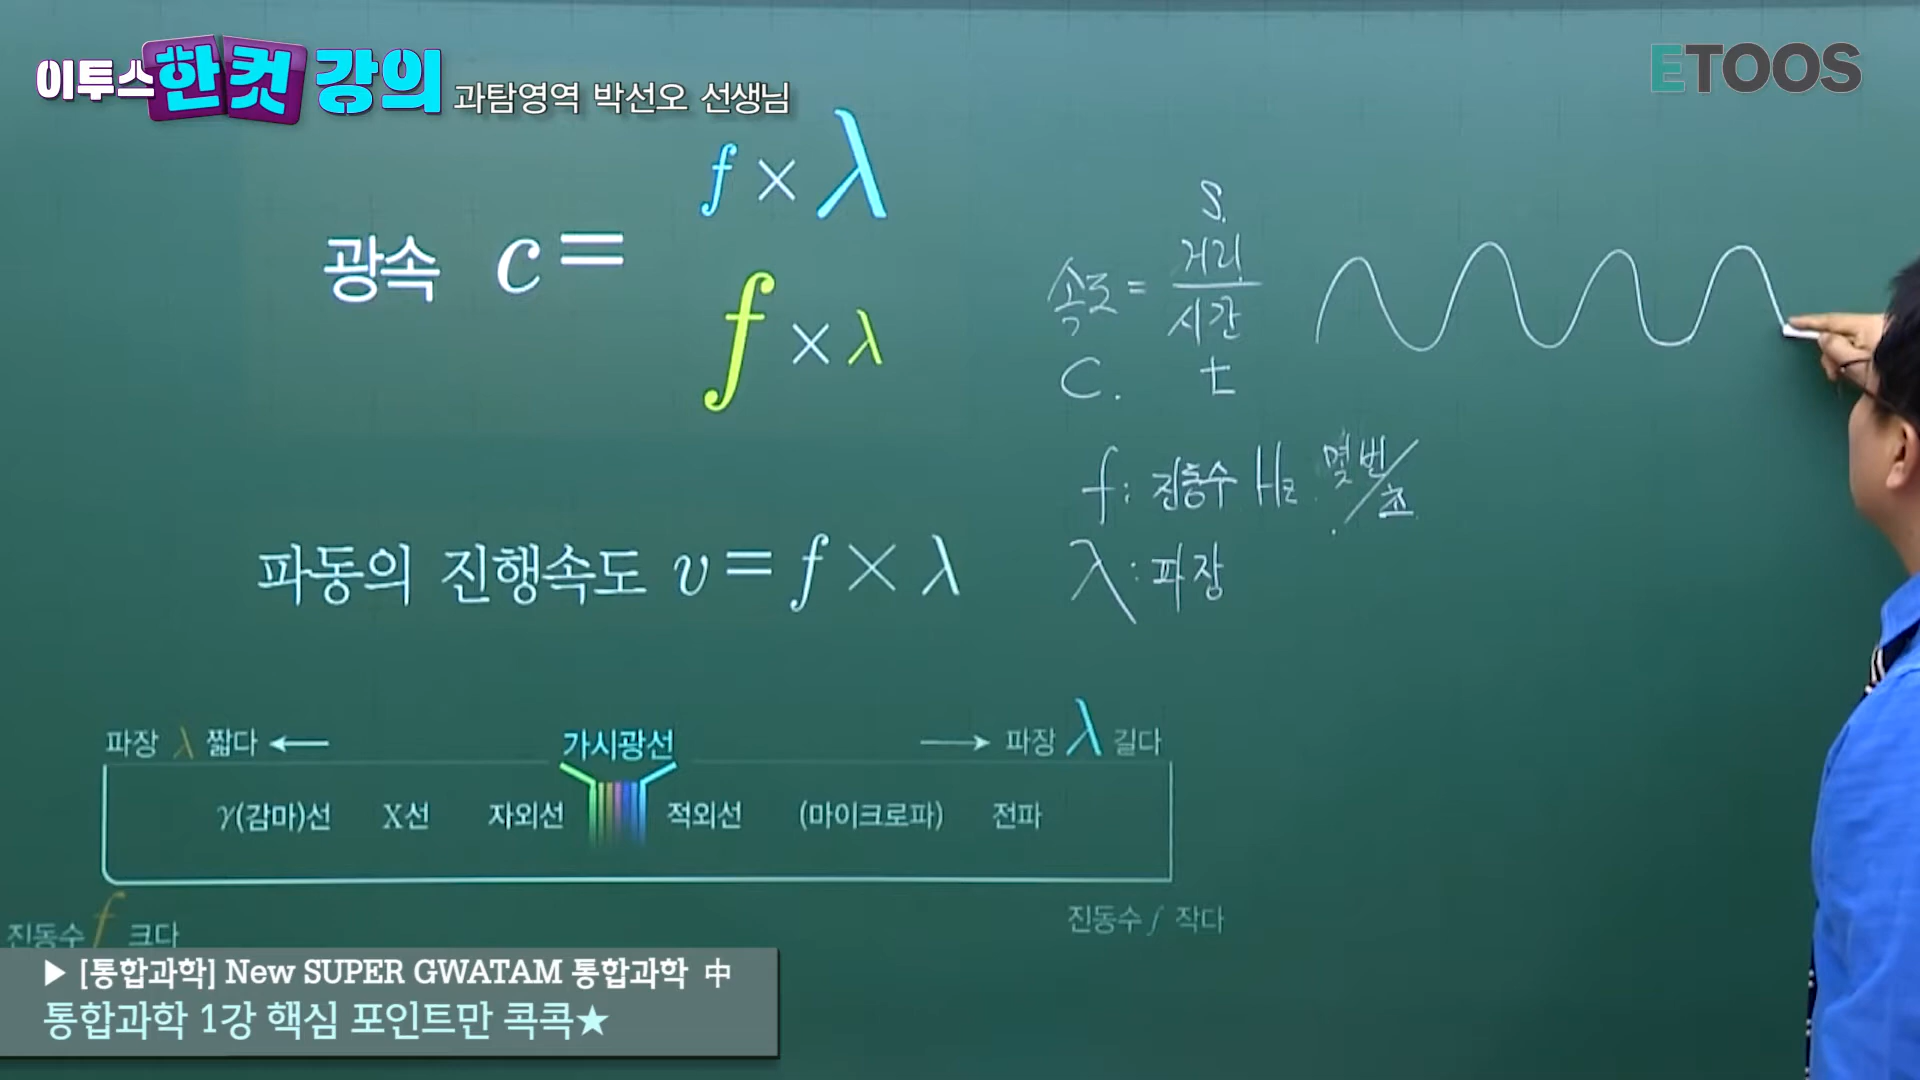 이투스 한컷 강의 과탐영역 박선오 선생님
ETOOS
f × λ
광속 c =
f × λ
파동의 진행속도 v = f × λ
S.
속도 = 거리 / 시간
C. t
f : 진동수 Hz 몇번/초
λ : 파장
파장 λ 짧다 ←
가시광선
→ 파장 λ 길다
γ(감마)선 X선 자외선 적외선 (마이크로파) 전파
진동수 f 크다
진동수 f 작다
▶ [통합과학] New SUPER GWATAM 통합과학 中
통합과학 1강 핵심 포인트만 콕콕★